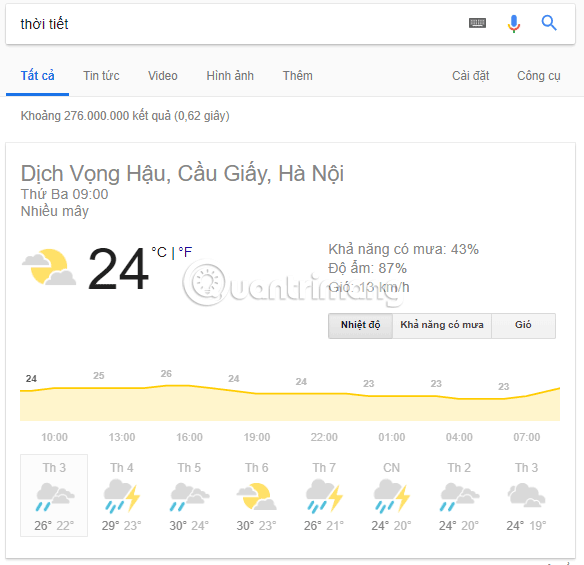 thời tiết
Tất cả Tin tức Video Hình ảnh Thêm Cài đặt Công cụ
Khoảng 276.000.000 kết quả (0,62 giây)
Dịch Vọng Hậu, Cầu Giấy, Hà Nội
Thứ Ba 09:00
Nhiều mây
24 °C | °F
Khả năng có mưa: 43%
Độ ẩm: 87%
Gió: 13 km/h
Quantrimang
Nhiệt độ Khả năng có mưa Gió
24 25 26 24 24 23 23 23
10:00 13:00 16:00 19:00 22:00 01:00 04:00 07:00
Th 3 Th 4 Th 5 Th 6 Th 7 CN Th 2 Th 3
26° 22° 29° 23° 30° 24° 30° 23° 26° 21° 24° 20° 24° 20° 24° 19°